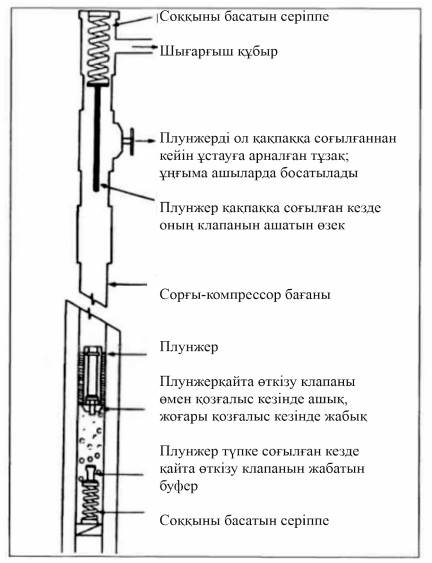 Соққыны басатын серіппе
Шығарғыш құбыр
Плунжерді ол қақпаққа соғылғаннан
кейін ұстауға арналған тұзақ;
ұңғыма ашыларда босатылады
Плунжер қақпаққа соғылған кезде
оның клапанын ашатын өзек
Сорғы-компрессор бағаны
Плунжер
Плунжерқайта өткізу клапаны
өмен қозғалыс кезінде ашық,
жоғары қозғалыс кезінде жабық
Плунжер түпке соғылған кезде
қайта өткізу клапанын жабатын
буфер
Соққыны басатын серіппе